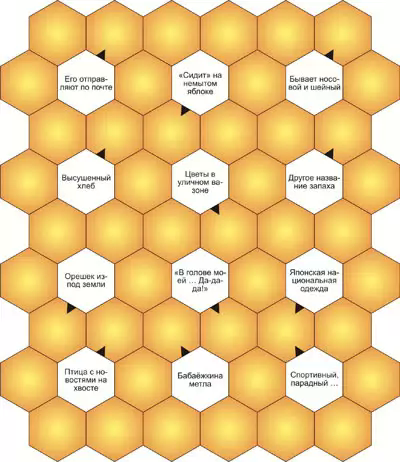 Его отправ-
ляют по почте
«Сидит» на
немытом
яблоке
Бывает носо-
вой и шейный
Высушенный
хлеб
Цветы в
уличном ва-
зоне
Другое назва-
ние запаха
Орешек из-
под земли
«В голове мо-
ей ... Да-да-
да!»
Японская на-
циональная
одежда
Птица с но-
востями на
хвосте
Бабаёжкина
метла
Спортивный,
парадный ...